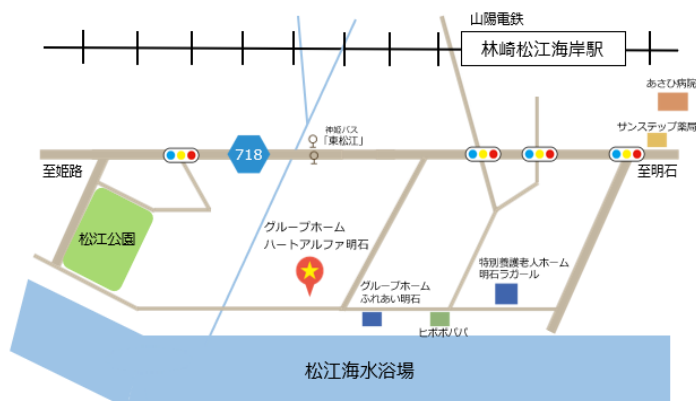 山陽電鉄
林崎松江海岸駅
あさひ病院
サンステップ薬局
神姫バス
「東松江」
718
至姫路
至明石
松江公園
グループホーム
ハートアルファ明石
特別養護老人ホーム
明石ラガール
グループホーム
ふれあい明石
ヒポポパパ
松江海水浴場